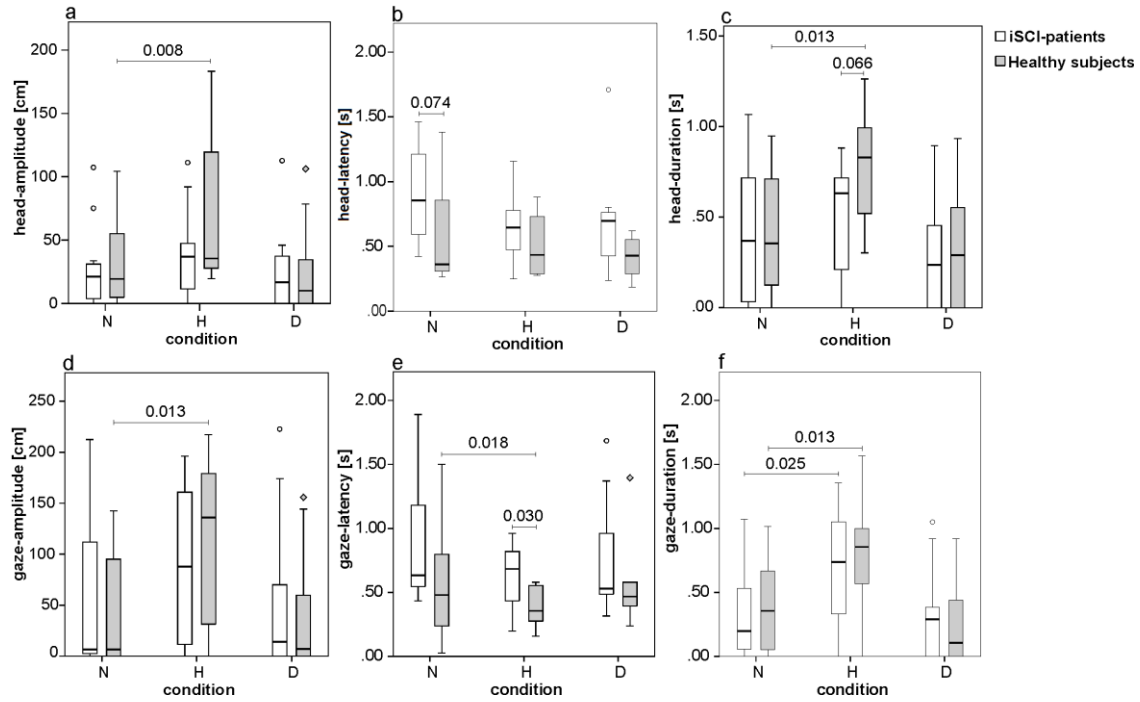 a
200
150
100
50
0
head-amplitude [cm]
0.008
N H D
condition
b
2.00
1.50
1.00
.50
.00
head-latency [s]
0.074
N H D
condition
c
1.50
1.00
.50
.00
head-duration [s]
0.013
0.066
N H D
condition
iSCI-patients
Healthy subjects
d
250
200
150
100
50
0
gaze-amplitude [cm]
0.013
N H D
condition
e
2.00
1.50
1.00
.50
.00
gaze-latency [s]
0.018
0.030
N H D
condition
f
2.00
1.50
1.00
.50
.00
gaze-duration [s]
0.013
0.025
N H D
condition